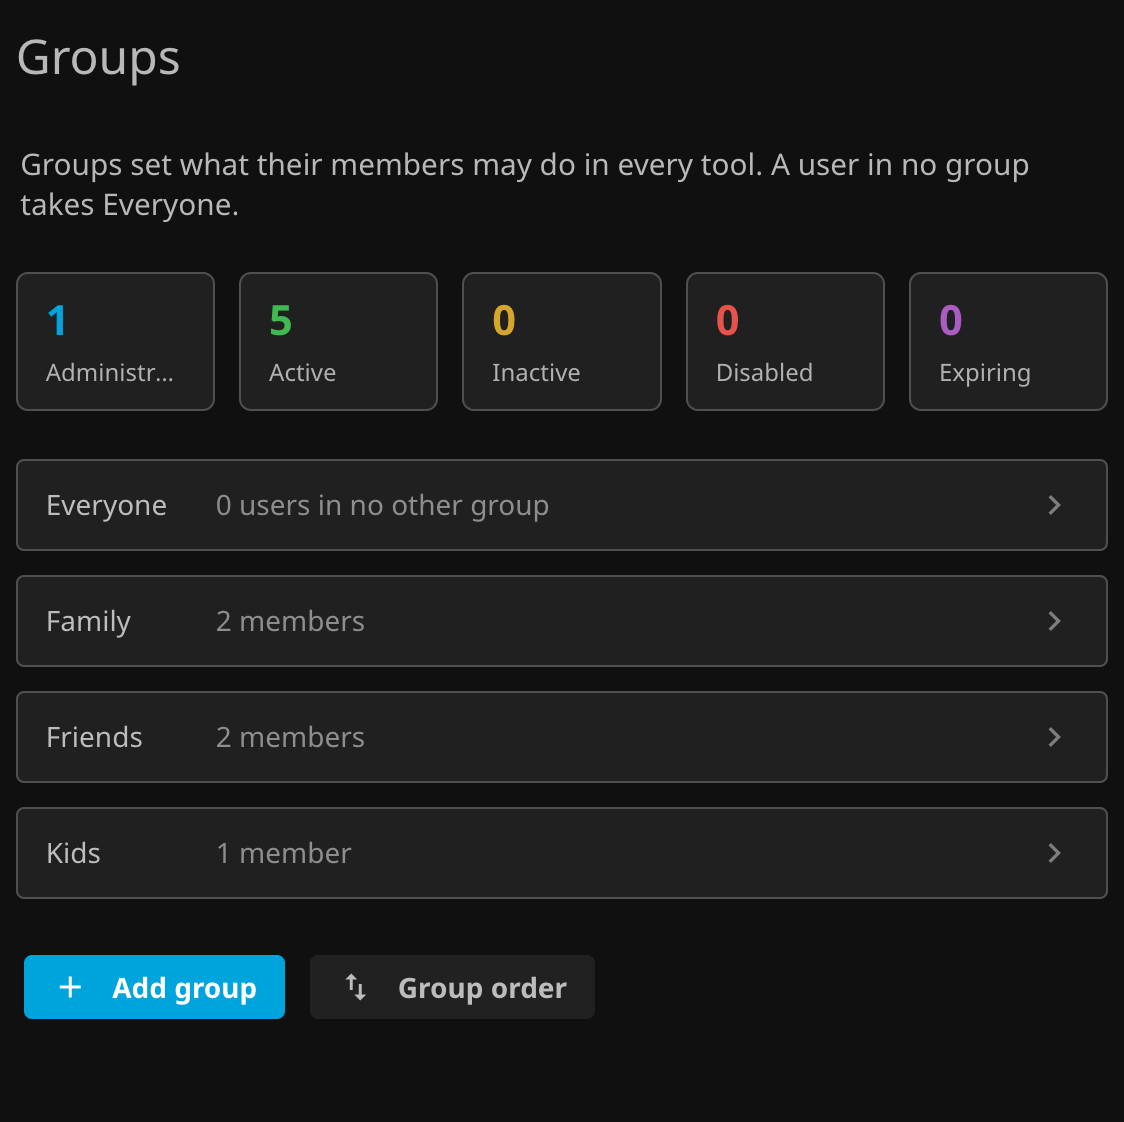 Groups
Groups set what their members may do in every tool. A user in no group
takes Everyone.
1
Administr...
5
Active
0
Inactive
0
Disabled
0
Expiring
Everyone 0 users in no other group
Family 2 members
Friends 2 members
Kids 1 member
Add group
Group order